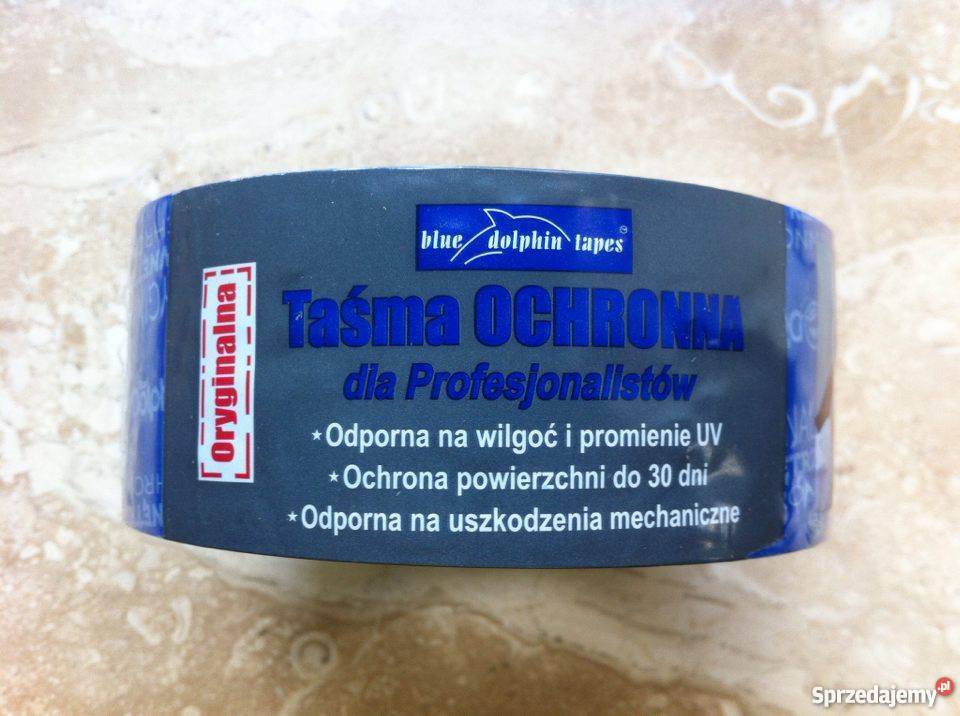 blue dolphin tapes®
Oryginalna
Taśma OCHRONNA
dla Profesjonalistów
★Odporna na wilgoć i promienie UV
★Ochrona powierzchni do 30 dni
★Odporna na uszkodzenia mechaniczne
Sprzedajemy.pl